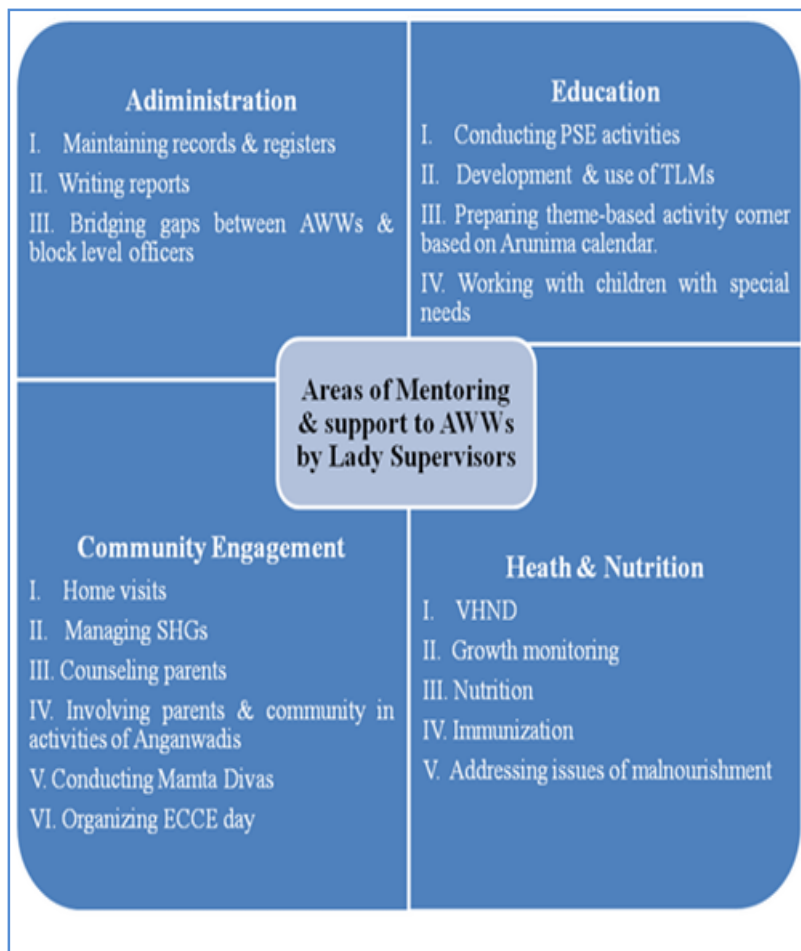 Adiministration
I. Maintaining records & registers
II. Writing reports
III. Bridging gaps between AWWs &
block level officers
Education
I. Conducting PSE activities
II. Development & use of TLMs
III. Preparing theme-based activity corner
based on Arunima calendar.
IV. Working with children with special
needs
Areas of Mentoring
& support to AWWs
by Lady Supervisors
Community Engagement
I. Home visits
II. Managing SHGs
III. Counseling parents
IV. Involving parents & community in
activities of Anganwadis
V. Conducting Mamta Divas
VI. Organizing ECCE day
Heath & Nutrition
I. VHND
II. Growth monitoring
III. Nutrition
IV. Immunization
V. Addressing issues of malnourishment